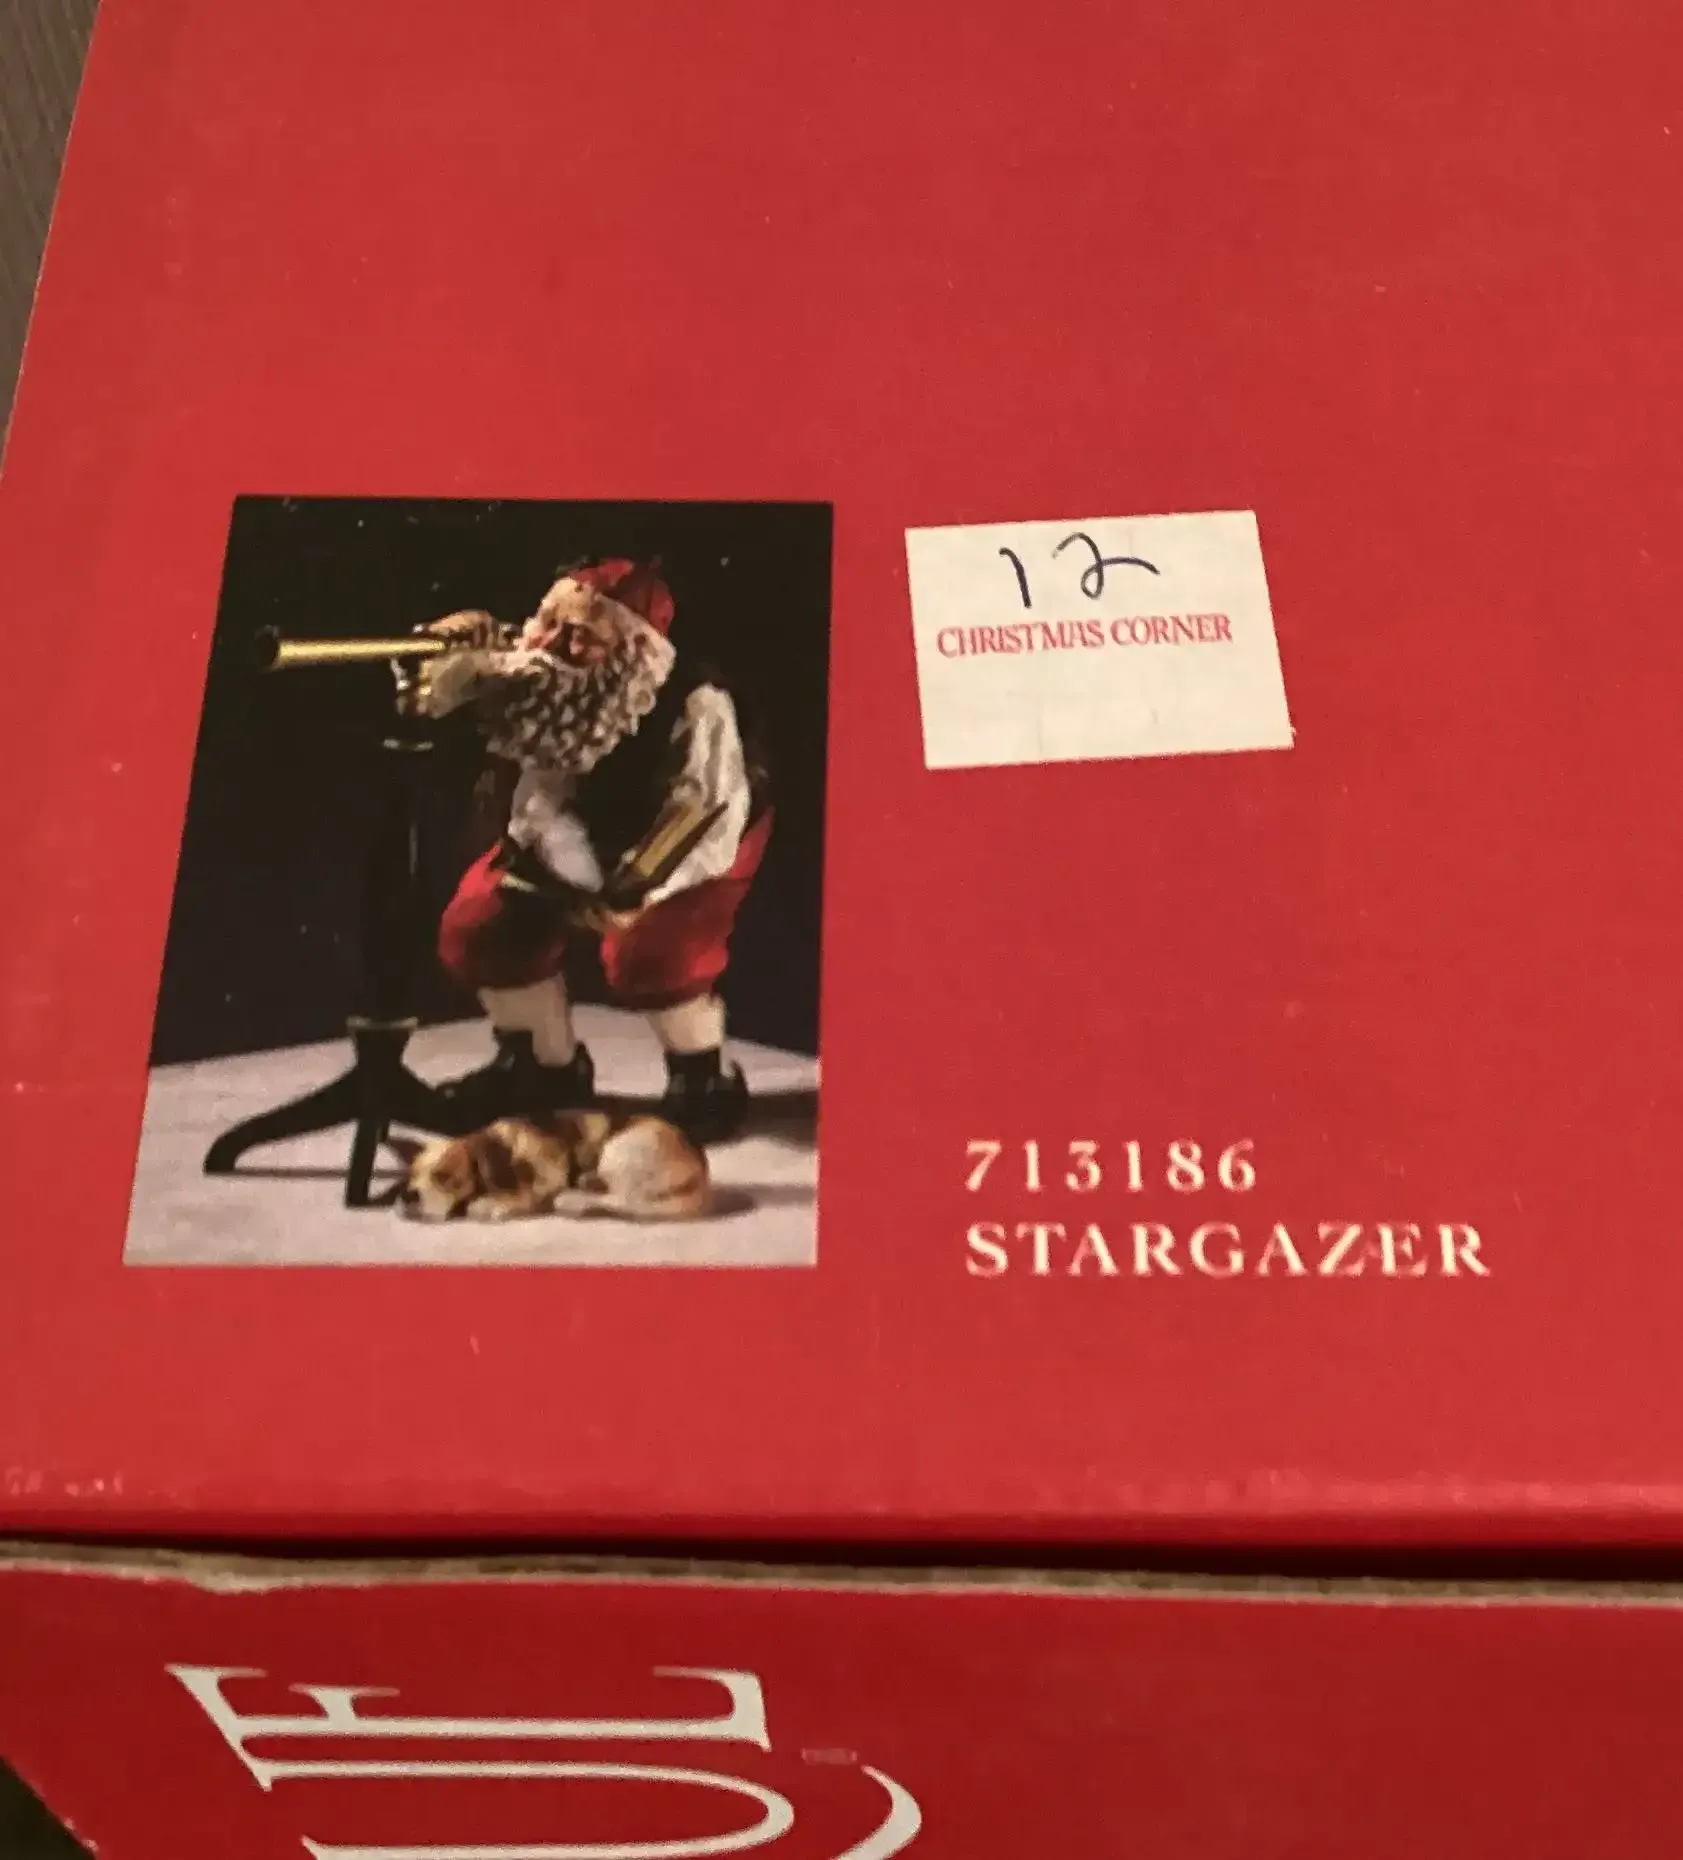 12
CHRISTMAS CORNER
713186
STARGAZER